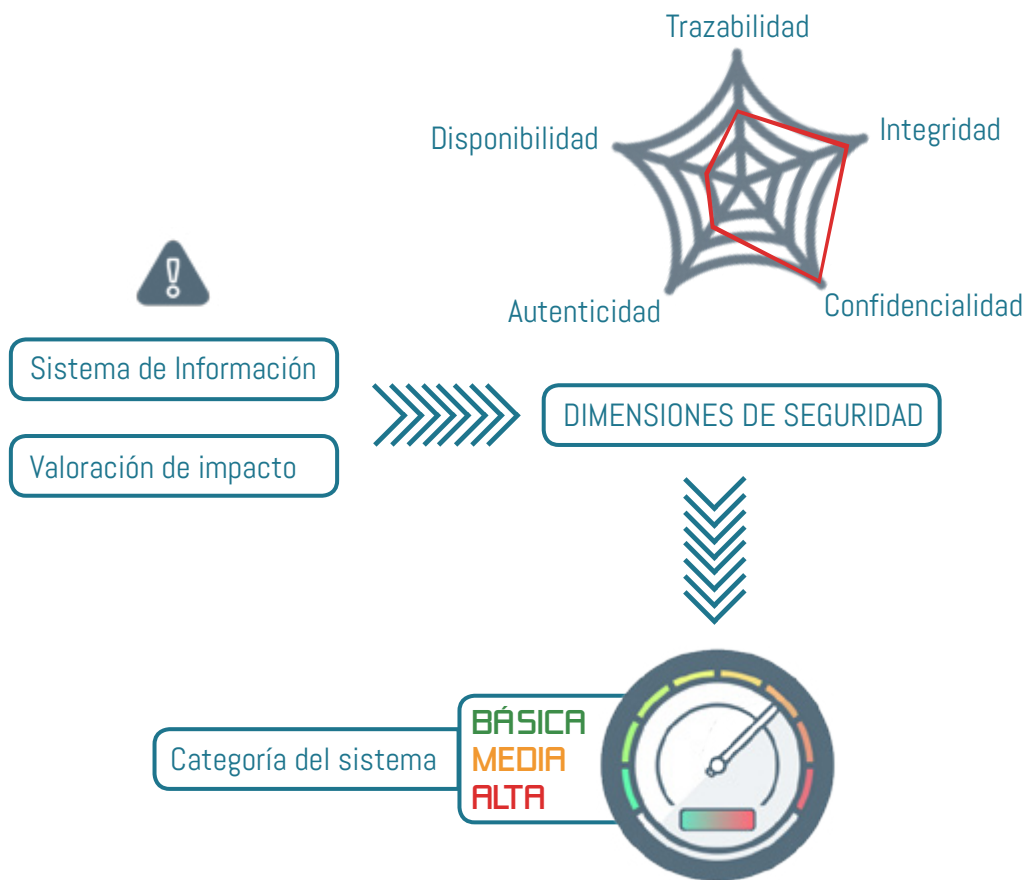 Trazabilidad
Disponibilidad
Integridad
Autenticidad
Confidencialidad
Sistema de Información
Valoración de impacto
DIMENSIONES DE SEGURIDAD
Categoría del sistema
BÁSICA
MEDIA
ALTA